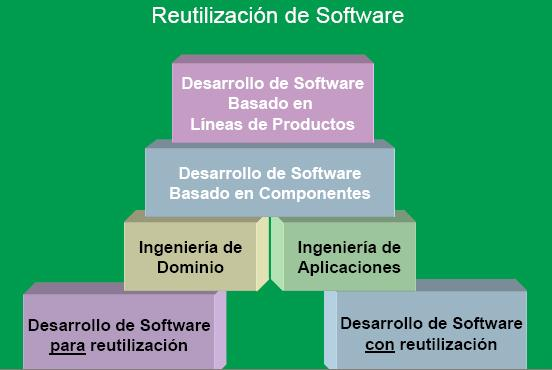 Reutilización de Software
Desarrollo de Software
Basado en
Líneas de Productos
Desarrollo de Software
Basado en Componentes
Ingeniería de
Dominio
Ingeniería de
Aplicaciones
Desarrollo de Software
para reutilización
Desarrollo de Software
con reutilización